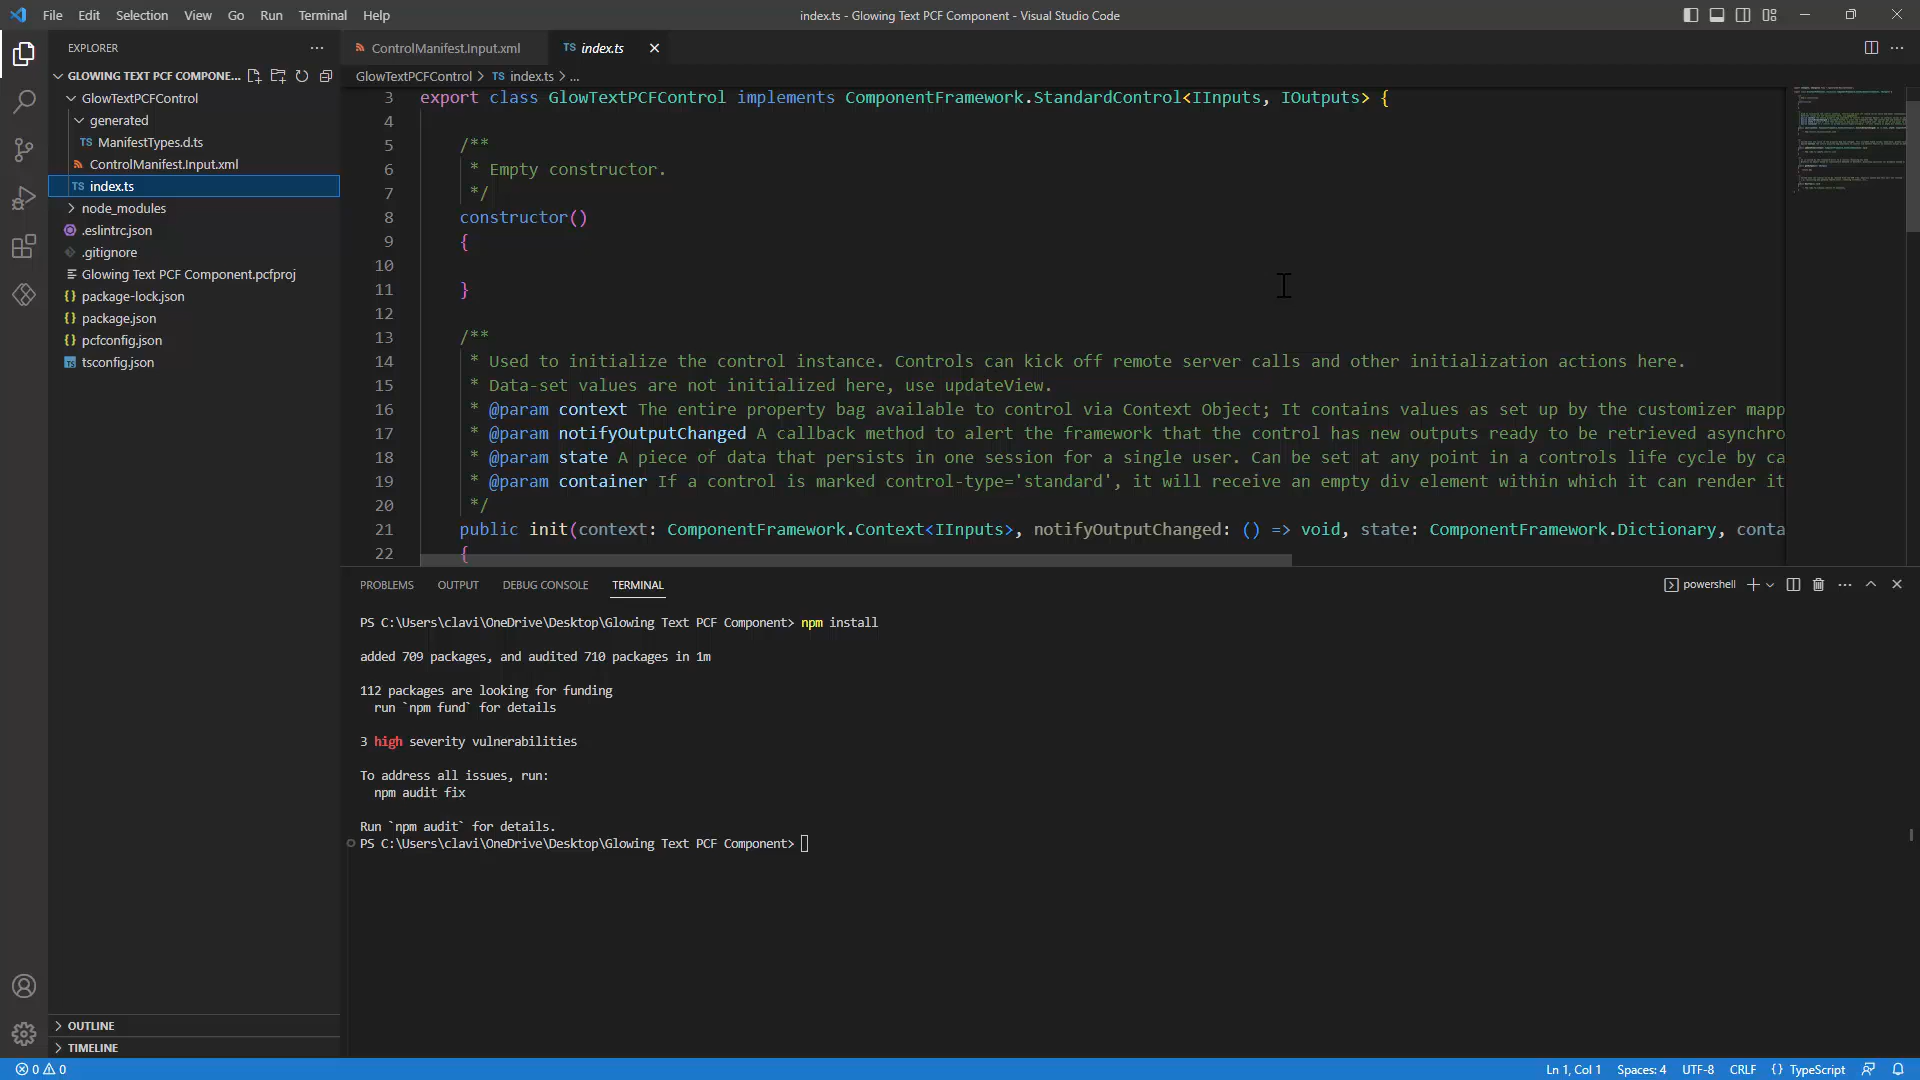 File Edit Selection View Go Run Terminal Help
index.ts - Glowing Text PCF Component - Visual Studio Code
EXPLORER
GLOWING TEXT PCF COMPONE...
GlowTextPCFControl
generated
TS ManifestTypes.d.ts
ControlManifest.Input.xml
TS index.ts
node_modules
.eslintrc.json
.gitignore
Glowing Text PCF Component.pcfproj
{} package-lock.json
{} package.json
{} pcfconfig.json
TS tsconfig.json
OUTLINE
TIMELINE
ControlManifest.Input.xml
TS index.ts
GlowTextPCFControl > TS index.ts > ...
3 export class GlowTextPCFControl implements ComponentFramework.StandardControl<IInputs, IOutputs> {
4
5 /**
6 * Empty constructor.
7 */
8 constructor()
9 {
10
11 }
12
13 /**
14 * Used to initialize the control instance. Controls can kick off remote server calls and other initialization actions here.
15 * Data-set values are not initialized here, use updateView.
16 * @param context The entire property bag available to control via Context Object; It contains values as set up by the customizer mapp
17 * @param notifyOutputChanged A callback method to alert the framework that the control has new outputs ready to be retrieved asynchro
18 * @param state A piece of data that persists in one session for a single user. Can be set at any point in a controls life cycle by ca
19 * @param container If a control is marked control-type='standard', it will receive an empty div element within which it can render it
20 */
21 public init(context: ComponentFramework.Context<IInputs>, notifyOutputChanged: () => void, state: ComponentFramework.Dictionary, conta
22 {
PROBLEMS OUTPUT DEBUG CONSOLE TERMINAL
powershell
PS C:\Users\clavi\OneDrive\Desktop\Glowing Text PCF Component> npm install
added 709 packages, and audited 710 packages in 1m
112 packages are looking for funding
run `npm fund` for details
3 high severity vulnerabilities
To address all issues, run:
npm audit fix
Run `npm audit` for details.
PS C:\Users\clavi\OneDrive\Desktop\Glowing Text PCF Component>
0 0
Ln 1, Col 1 Spaces: 4 UTF-8 CRLF {} TypeScript